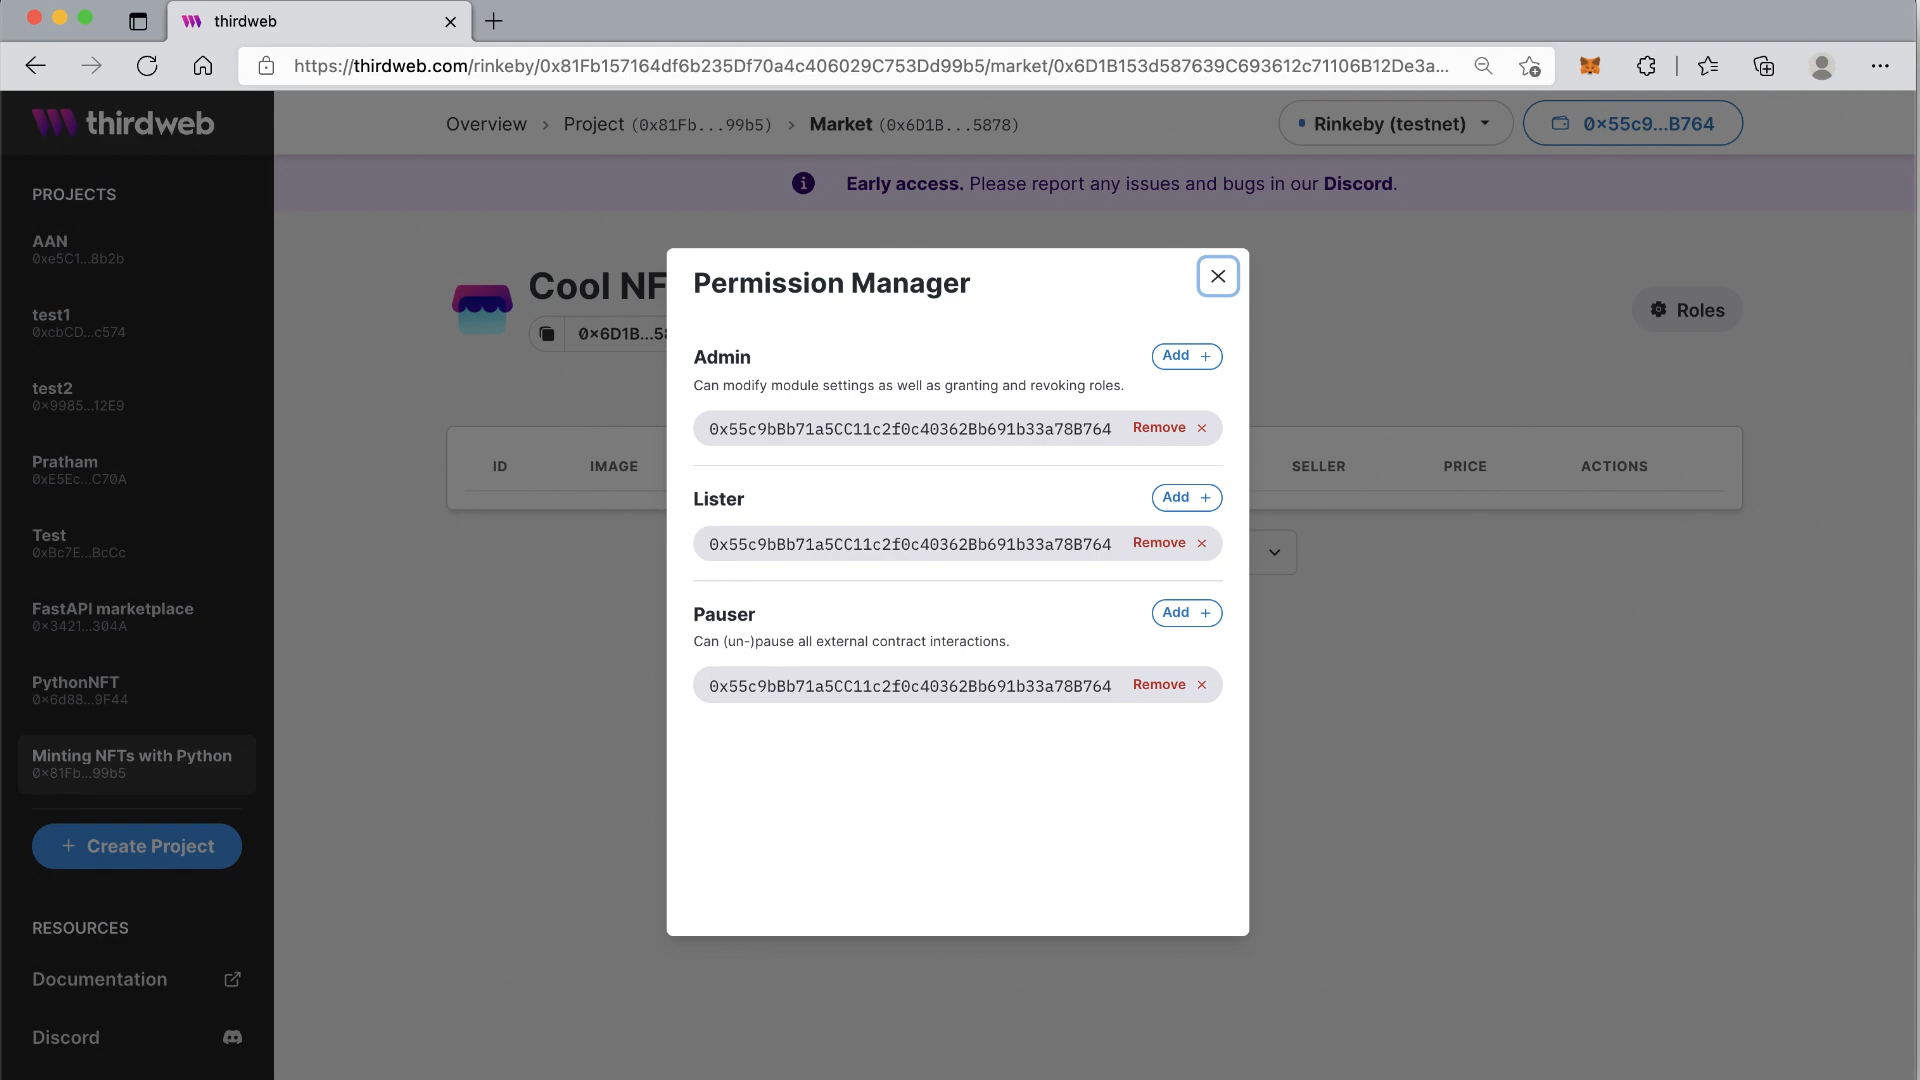 thirdweb
https://thirdweb.com/rinkeby/0x81Fb157164df6b235Df70a4c406029C753Dd99b5/market/0x6D1B153d587639C693612c71106B12De3a...
thirdweb
Overview › Project (0x81Fb...99b5) › Market (0x6D1B...5878)
Rinkeby (testnet)
0x55c9...B764
Early access. Please report any issues and bugs in our Discord.
PROJECTS
AAN
0xe5C1...8b2b
test1
0xcbCD...c574
test2
0x9985...12E9
Pratham
0xE5Ec...C70A
Test
0xBc7E...BcCc
FastAPI marketplace
0x3421...304A
PythonNFT
0x6d88...9F44
Minting NFTs with Python
0x81Fb...99b5
+ Create Project
RESOURCES
Documentation
Discord
Cool NF
0x6D1B...58
Roles
ID IMAGE SELLER PRICE ACTIONS
Permission Manager
Admin
Add +
Can modify module settings as well as granting and revoking roles.
0x55c9bBb71a5CC11c2f0c40362Bb691b33a78B764 Remove ×
Lister
Add +
0x55c9bBb71a5CC11c2f0c40362Bb691b33a78B764 Remove ×
Pauser
Add +
Can (un-)pause all external contract interactions.
0x55c9bBb71a5CC11c2f0c40362Bb691b33a78B764 Remove ×